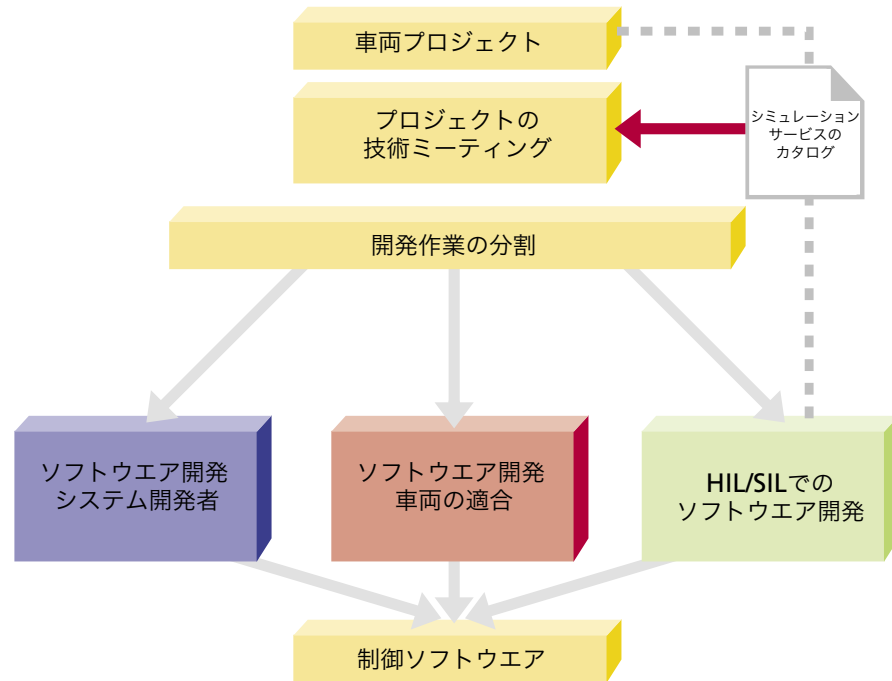 車両プロジェクト
プロジェクトの
技術ミーティング
シミュレーション
サービスの
カタログ
開発作業の分割
ソフトウエア開発
システム開発者
ソフトウエア開発
車両の適合
HIL/SILでの
ソフトウエア開発
制御ソフトウエア